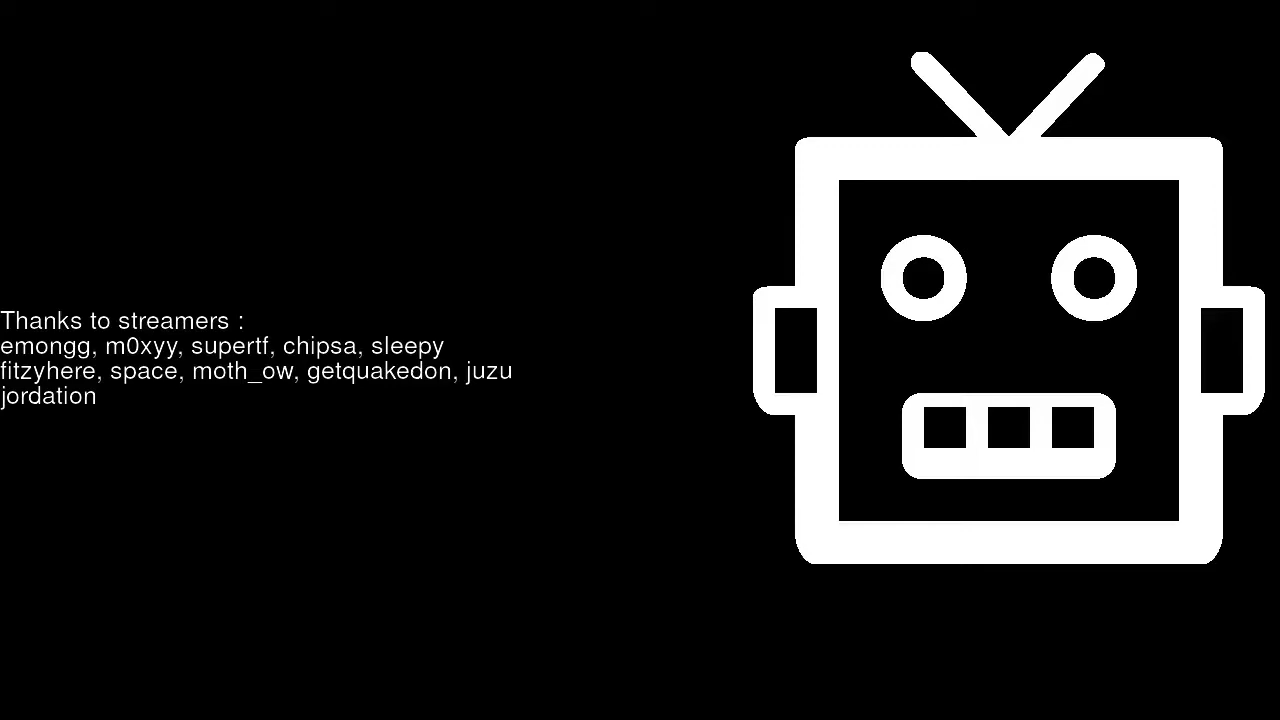 Thanks to streamers :
emongg, m0xyy, supertf, chipsa, sleepy
fitzyhere, space, moth_ow, getquakedon, juzu
jordation